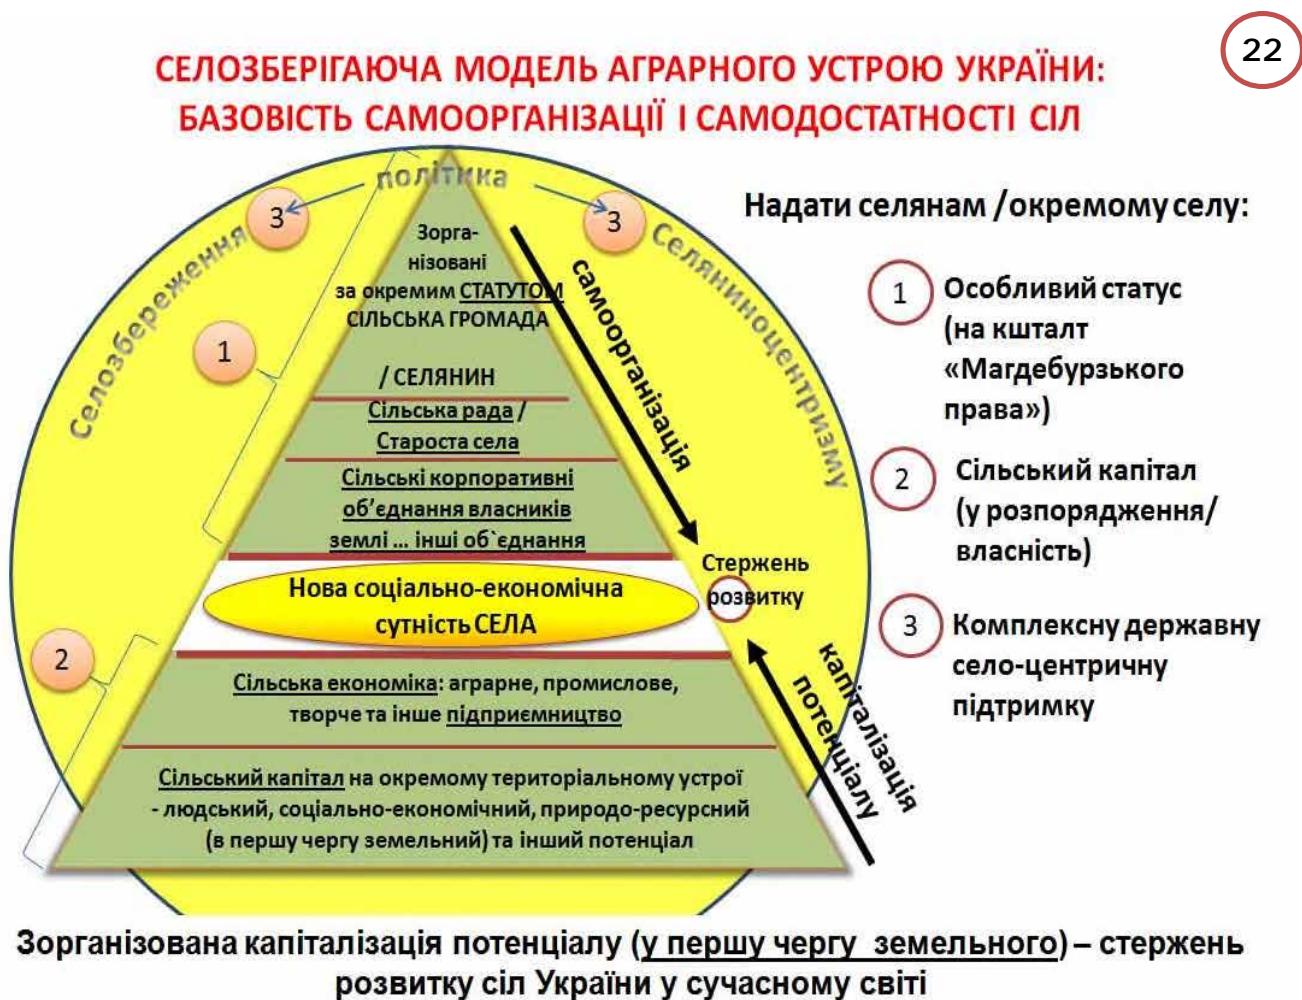 22
СЕЛОЗБЕРІГАЮЧА МОДЕЛЬ АГРАРНОГО УСТРОЮ УКРАЇНИ:
БАЗОВІСТЬ САМООРГАНІЗАЦІЇ І САМОДОСТАТНОСТІ СІЛ
політика
3
3
Селозбереження
Селяниноцентризму
1
2
Зорга-
нізовані
за окремим СТАТУТОМ
СІЛЬСЬКА ГРОМАДА
/ СЕЛЯНИН
Сільська рада /
Староста села
Сільські корпоративні
об’єднання власників
землі ... інші об`єднання
самоорганізація
Нова соціально-економічна
сутність СЕЛА
Стержень
розвитку
Сільська економіка: аграрне, промислове,
творче та інше підприємництво
Сільський капітал на окремому територіальному устрої
- людський, соціально-економічний, природо-ресурсний
(в першу чергу земельний) та інший потенціал
капіталізація
потенціалу
Надати селянам /окремому селу:
1
Особливий статус
(на кшталт
«Магдебурзького
права»)
2
Сільський капітал
(у розпорядження/
власність)
3
Комплексну державну
село-центричну
підтримку
Зорганізована капіталізація потенціалу (у першу чергу земельного) – стержень
розвитку сіл України у сучасному світі